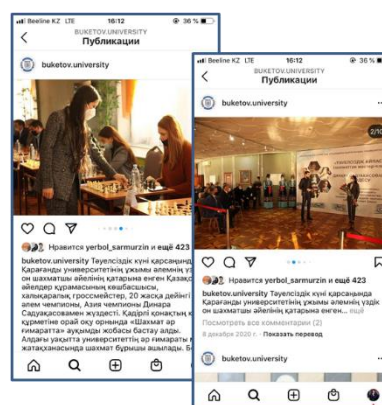 Beeline KZ LTE 16:12 36 %
BUKETOV.UNIVERSITY
Публикации
buketov.university
Нравится yerbol_sarmurzin и ещё 423
buketov.university Тәуелсіздік күні қарсаңында
Қарағанды университетінің ұжымы әлемнің үз
он шахматшы әйелінің қатарына енген Қазақс
әйелдер құрамасының көшбасшысы,
халықаралық гроссмейстер, 20 жасқа дейінгі
әлем чемпионы, Азия чемпионы Динара
Садуақасовамен жүздесті. Қадірлі қонақтың к
құрметіне орай оқу орнында «Шахмат әр
ғимаратта» ауқымды жобасы бастау алды.
Алдағы уақытта университеттің әр ғимараты м
жатақханасында шахмат бұрышы ашылады. Б
Beeline KZ LTE 16:12 36 %
BUKETOV.UNIVERSITY
Публикации
buketov.university
2/10
Нравится yerbol_sarmurzin и ещё 423
buketov.university Тәуелсіздік күні қарсаңында
Қарағанды университетінің ұжымы әлемнің үздік
он шахматшы әйелінің қатарына енген... ещё
Посмотреть все комментарии (2)
9 декабря 2020 г. · Показать перевод
buketov.university